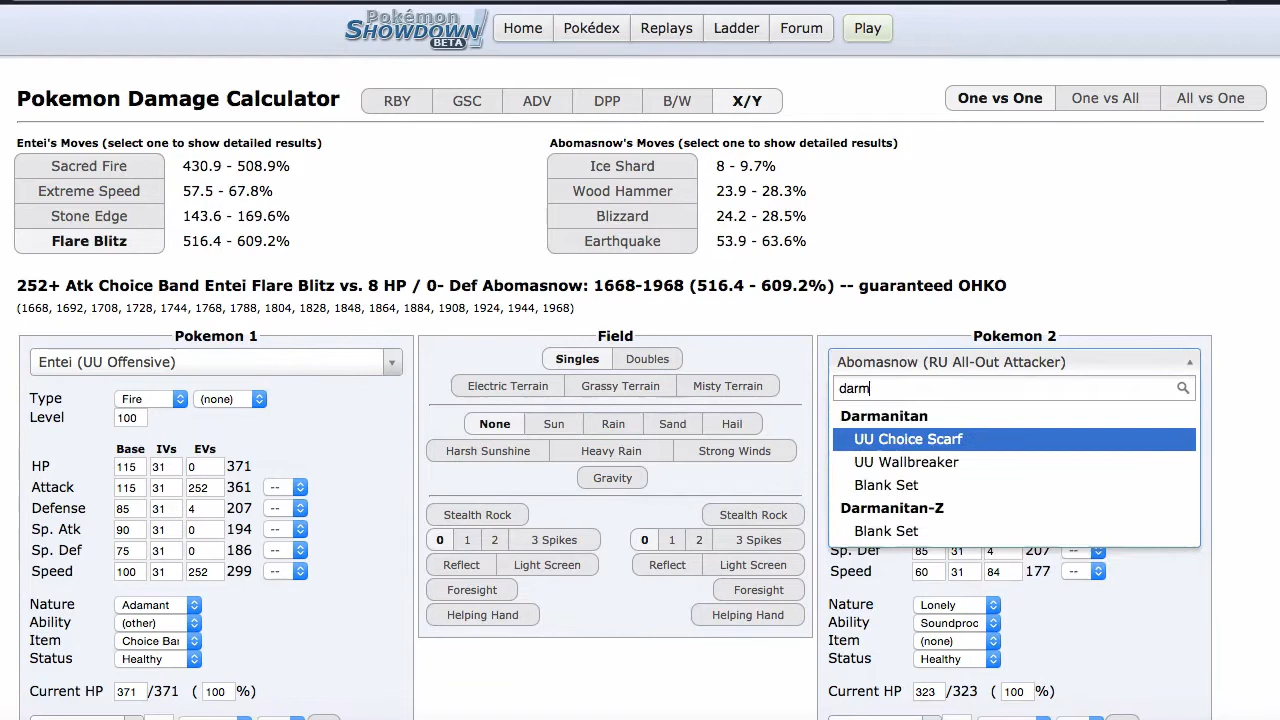 Pokémon SHOWDOWN! BETA Home Pokédex Replays Ladder Forum Play
Pokemon Damage Calculator RBY GSC ADV DPP B/W X/Y One vs One One vs All All vs One
Entei's Moves (select one to show detailed results) Abomasnow's Moves (select one to show detailed results)
Sacred Fire 430.9 - 508.9% Ice Shard 8 - 9.7%
Extreme Speed 57.5 - 67.8% Wood Hammer 23.9 - 28.3%
Stone Edge 143.6 - 169.6% Blizzard 24.2 - 28.5%
Flare Blitz 516.4 - 609.2% Earthquake 53.9 - 63.6%
252+ Atk Choice Band Entei Flare Blitz vs. 8 HP / 0- Def Abomasnow: 1668-1968 (516.4 - 609.2%) -- guaranteed OHKO
(1668, 1692, 1708, 1728, 1744, 1768, 1788, 1804, 1828, 1848, 1864, 1884, 1908, 1924, 1944, 1968)
Pokemon 1
Entei (UU Offensive)
Type Fire (none)
Level 100
Base IVs EVs
HP 115 31 0 371
Attack 115 31 252 361 --
Defense 85 31 4 207 --
Sp. Atk 90 31 0 194 --
Sp. Def 75 31 0 186 --
Speed 100 31 252 299 --
Nature Adamant
Ability (other)
Item Choice Bar
Status Healthy
Current HP 371 /371 ( 100 %)
Field
Singles Doubles
Electric Terrain Grassy Terrain Misty Terrain
None Sun Rain Sand Hail
Harsh Sunshine Heavy Rain Strong Winds
Gravity
Stealth Rock Stealth Rock
0 1 2 3 Spikes 0 1 2 3 Spikes
Reflect Light Screen Reflect Light Screen
Foresight Foresight
Helping Hand Helping Hand
Pokemon 2
Abomasnow (RU All-Out Attacker)
darm
Darmanitan
UU Choice Scarf
UU Wallbreaker
Blank Set
Darmanitan-Z
Blank Set
Sp. Def 85 31 4 207 --
Speed 60 31 84 177 --
Nature Lonely
Ability Soundproc
Item (none)
Status Healthy
Current HP 323 /323 ( 100 %)